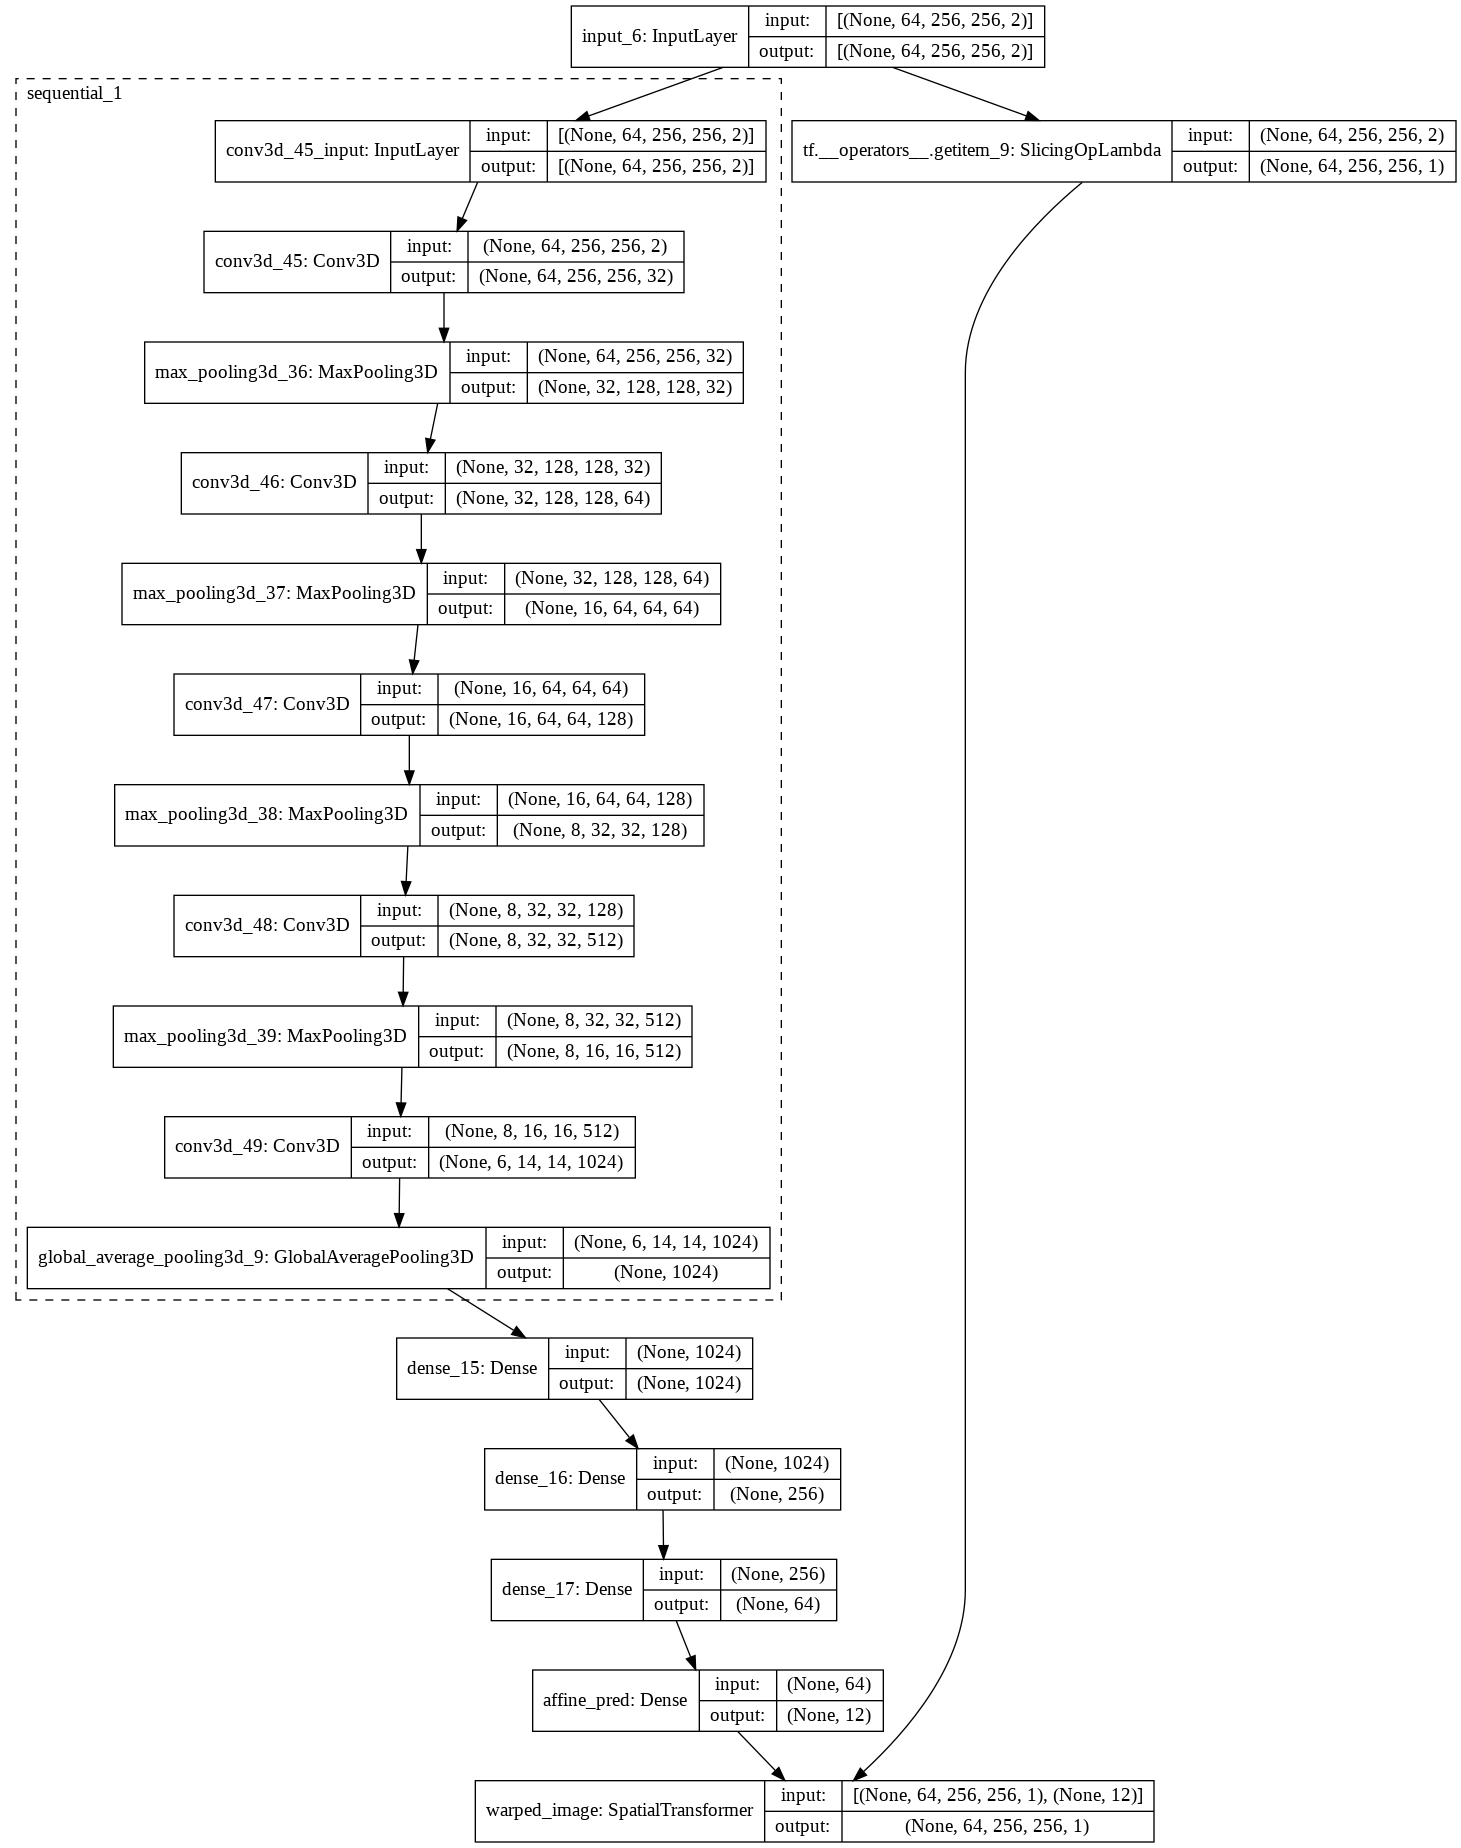 input_6: InputLayer
input: [(None, 64, 256, 256, 2)]
output: [(None, 64, 256, 256, 2)]
sequential_1
conv3d_45_input: InputLayer
input: [(None, 64, 256, 256, 2)]
output: [(None, 64, 256, 256, 2)]
tf.__operators__.getitem_9: SlicingOpLambda
input: (None, 64, 256, 256, 2)
output: (None, 64, 256, 256, 1)
conv3d_45: Conv3D
input: (None, 64, 256, 256, 2)
output: (None, 64, 256, 256, 32)
max_pooling3d_36: MaxPooling3D
input: (None, 64, 256, 256, 32)
output: (None, 32, 128, 128, 32)
conv3d_46: Conv3D
input: (None, 32, 128, 128, 32)
output: (None, 32, 128, 128, 64)
max_pooling3d_37: MaxPooling3D
input: (None, 32, 128, 128, 64)
output: (None, 16, 64, 64, 64)
conv3d_47: Conv3D
input: (None, 16, 64, 64, 64)
output: (None, 16, 64, 64, 128)
max_pooling3d_38: MaxPooling3D
input: (None, 16, 64, 64, 128)
output: (None, 8, 32, 32, 128)
conv3d_48: Conv3D
input: (None, 8, 32, 32, 128)
output: (None, 8, 32, 32, 512)
max_pooling3d_39: MaxPooling3D
input: (None, 8, 32, 32, 512)
output: (None, 8, 16, 16, 512)
conv3d_49: Conv3D
input: (None, 8, 16, 16, 512)
output: (None, 6, 14, 14, 1024)
global_average_pooling3d_9: GlobalAveragePooling3D
input: (None, 6, 14, 14, 1024)
output: (None, 1024)
dense_15: Dense
input: (None, 1024)
output: (None, 1024)
dense_16: Dense
input: (None, 1024)
output: (None, 256)
dense_17: Dense
input: (None, 256)
output: (None, 64)
affine_pred: Dense
input: (None, 64)
output: (None, 12)
warped_image: SpatialTransformer
input: [(None, 64, 256, 256, 1), (None, 12)]
output: (None, 64, 256, 256, 1)